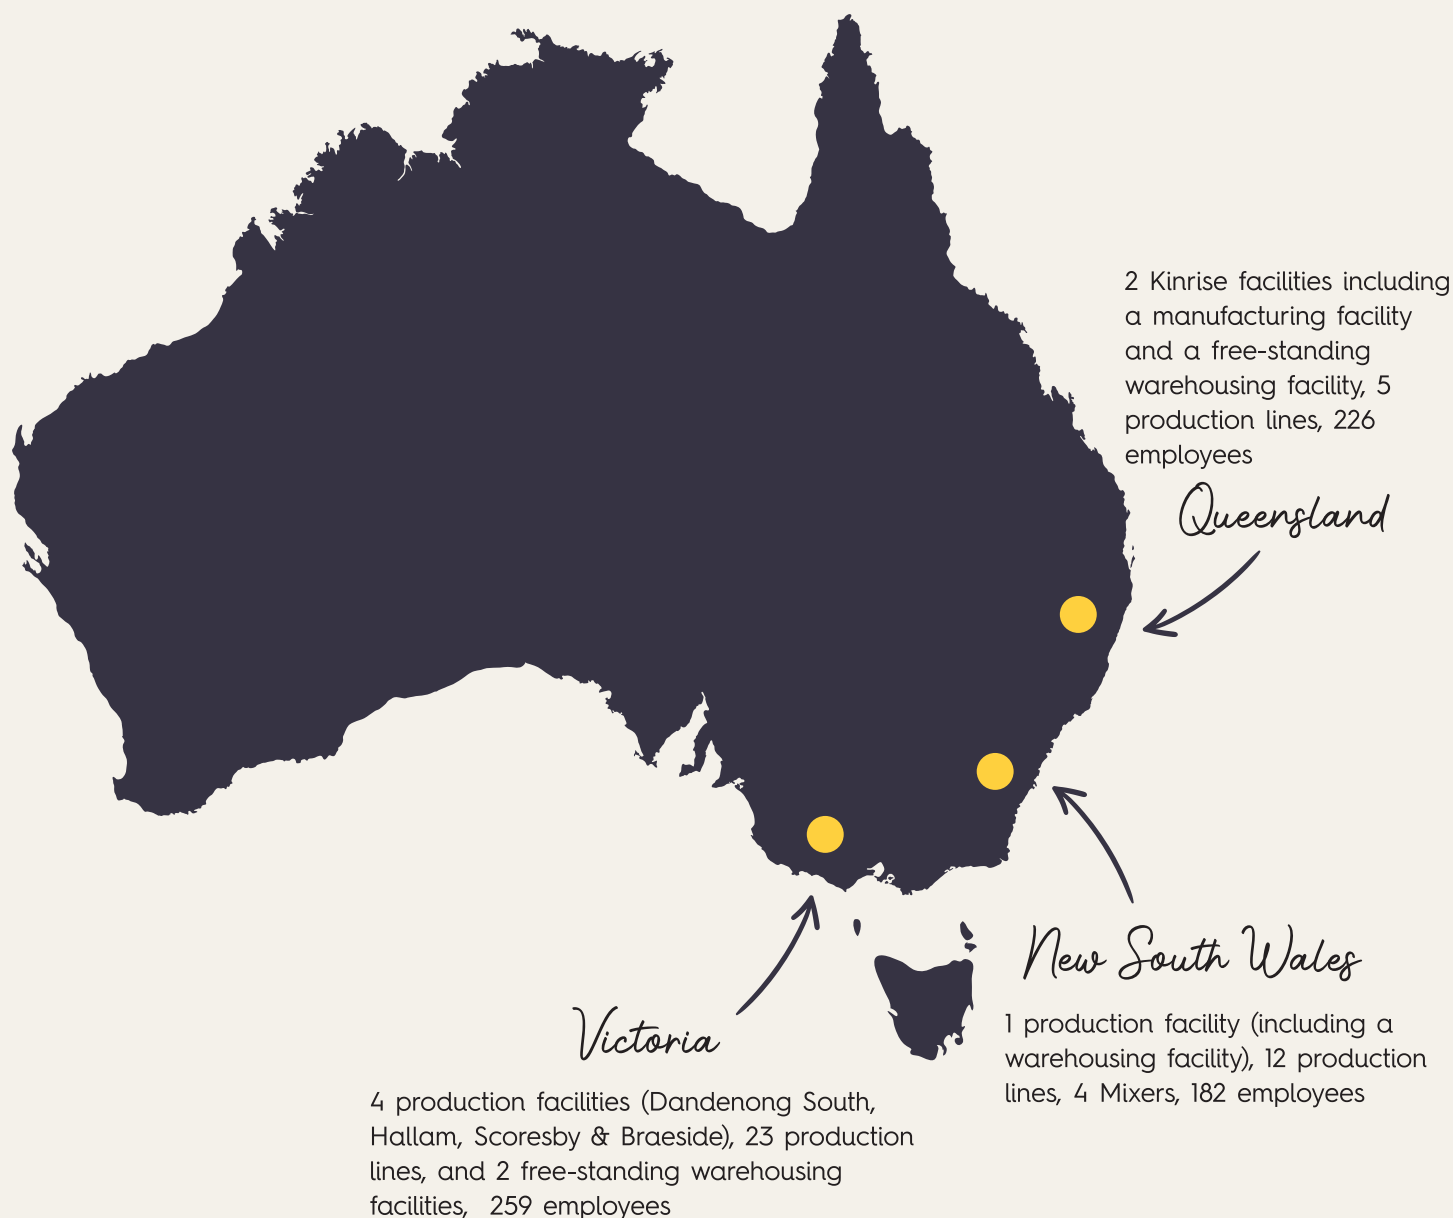 2 Kinrise facilities including
a manufacturing facility
and a free-standing
warehousing facility, 5
production lines, 226
employees
Queensland
New South Wales
1 production facility (including a
warehousing facility), 12 production
lines, 4 Mixers, 182 employees
Victoria
4 production facilities (Dandenong South,
Hallam, Scoresby & Braeside), 23 production
lines, and 2 free-standing warehousing
facilities, 259 employees